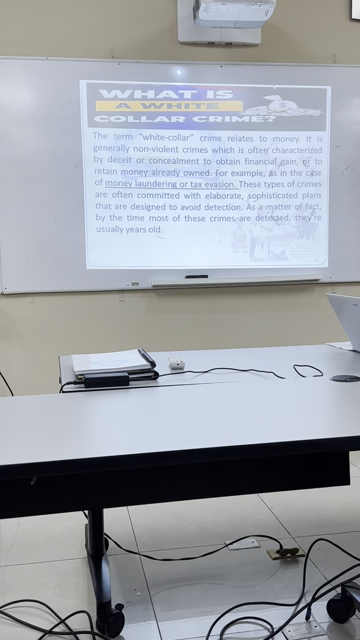 WHAT IS
A WHITE
COLLAR CRIME?
The term "white-collar" crime relates to money. It is
generally non-violent crimes which is often characterized
by deceit or concealment to obtain financial gain, or to
retain money already owned. For example, as in the case
of money laundering or tax evasion. These types of crimes
are often committed with elaborate, sophisticated plans
that are designed to avoid detection. As a matter of fact,
by the time most of these crimes are detected, they're
usually years old.